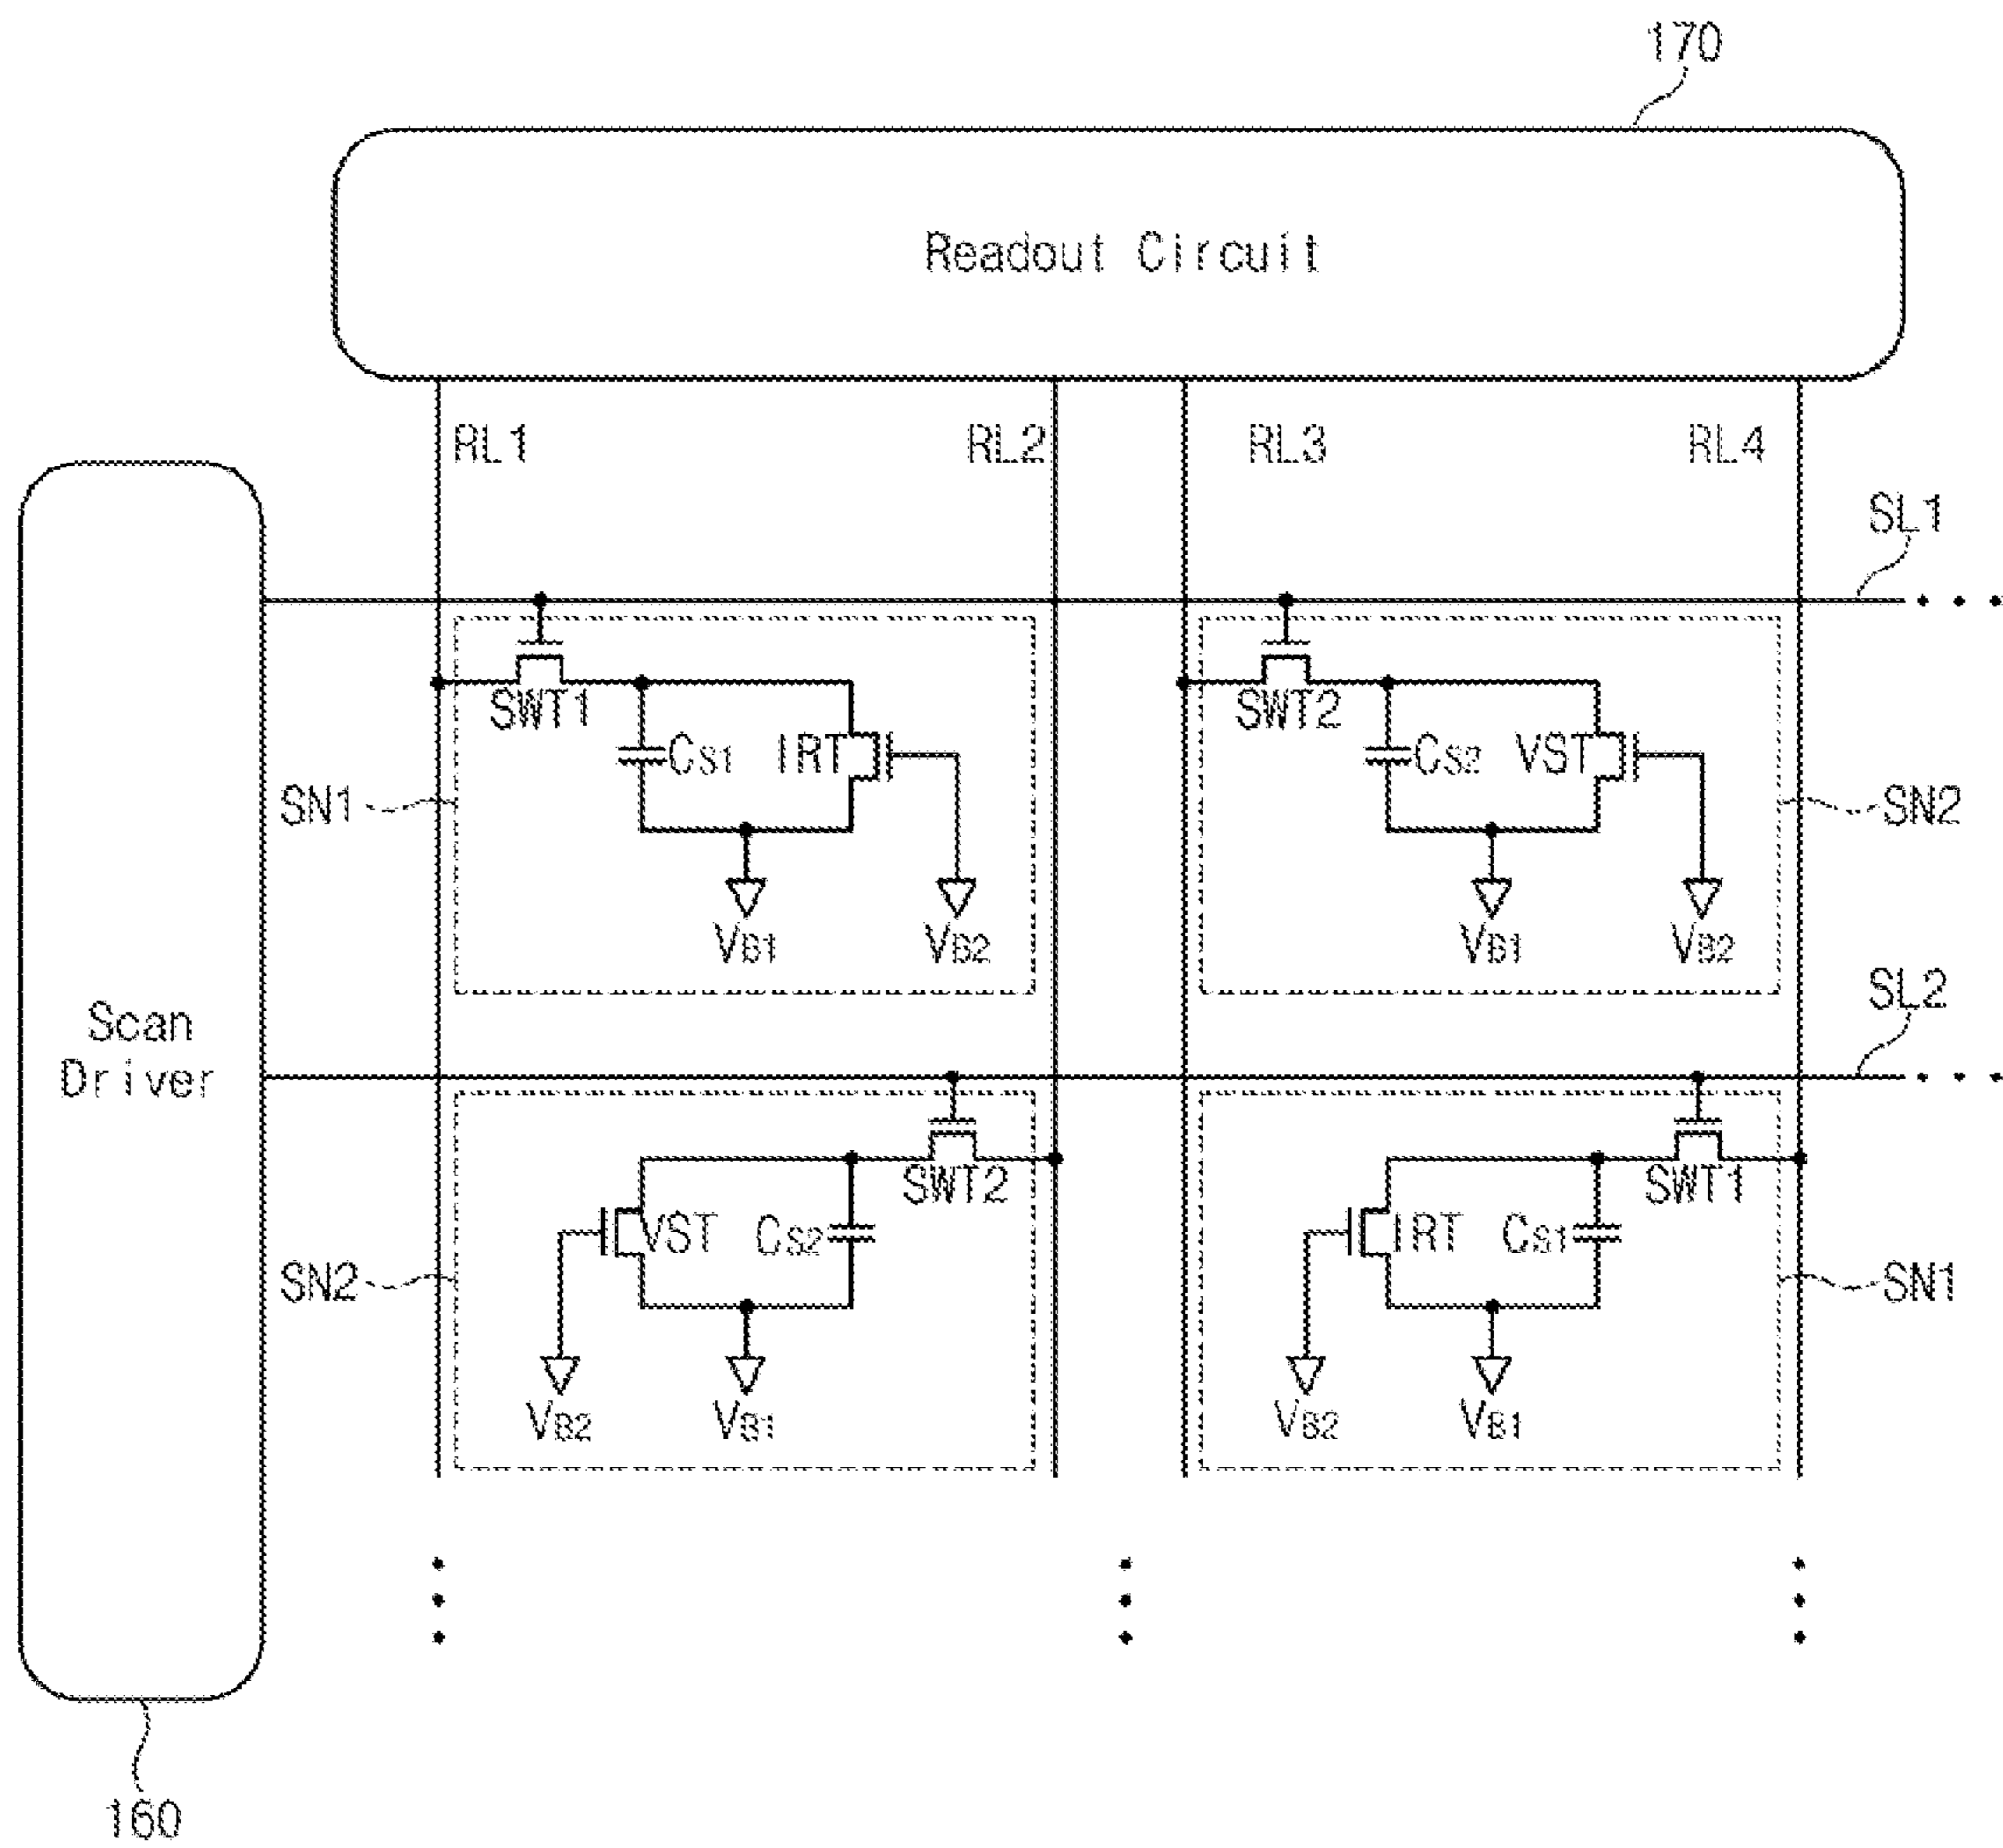 170
Readout Circuit
RL1 RL2 RL3 RL4
SL1
SWT1 SWT2
CS1 IRT CS2 VST
SN1 SN2
VB1 VB2 VB1 VB2
SL2
Scan
Driver
SWT2 SWT1
VST CS2 IRT CS1
SN2 SN1
VB2 VB1 VB2 VB1
160